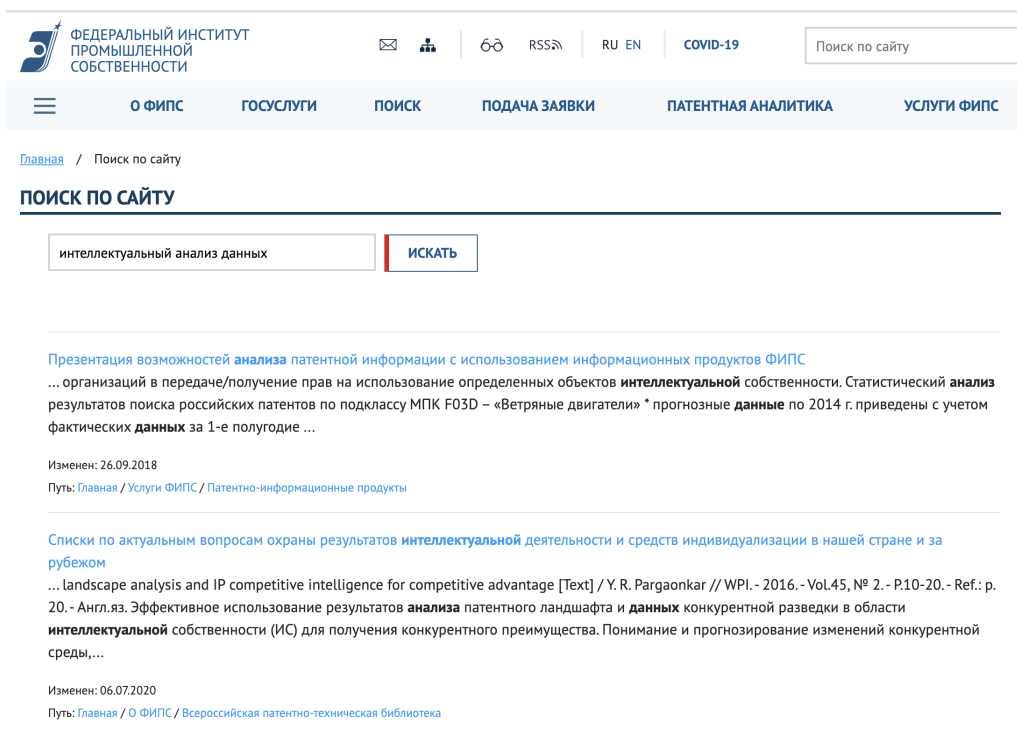 ФЕДЕРАЛЬНЫЙ ИНСТИТУТ
ПРОМЫШЛЕННОЙ
СОБСТВЕННОСТИ
RSS
RU EN
COVID-19
Поиск по сайту
О ФИПС
ГОСУСЛУГИ
ПОИСК
ПОДАЧА ЗАЯВКИ
ПАТЕНТНАЯ АНАЛИТИКА
УСЛУГИ ФИПС
Главная / Поиск по сайту
ПОИСК ПО САЙТУ
интеллектуальный анализ данных
ИСКАТЬ
Презентация возможностей анализа патентной информации с использованием информационных продуктов ФИПС
... организаций в передаче/получение прав на использование определенных объектов интеллектуальной собственности. Статистический анализ
результатов поиска российских патентов по подклассу МПК F03D – «Ветряные двигатели» * прогнозные данные по 2014 г. приведены с учетом
фактических данных за 1-е полугодие ...
Изменен: 26.09.2018
Путь: Главная / Услуги ФИПС / Патентно-информационные продукты
Списки по актуальным вопросам охраны результатов интеллектуальной деятельности и средств индивидуализации в нашей стране и за
рубежом
... landscape analysis and IP competitive intelligence for competitive advantage [Text] / Y. R. Pargaonkar // WPI. - 2016. - Vol.45, № 2. - P.10-20. - Ref.: p.
20. - Англ.яз. Эффективное использование результатов анализа патентного ландшафта и данных конкурентной разведки в области
интеллектуальной собственности (ИС) для получения конкурентного преимущества. Понимание и прогнозирование изменений конкурентной
среды,...
Изменен: 06.07.2020
Путь: Главная / О ФИПС / Всероссийская патентно-техническая библиотека